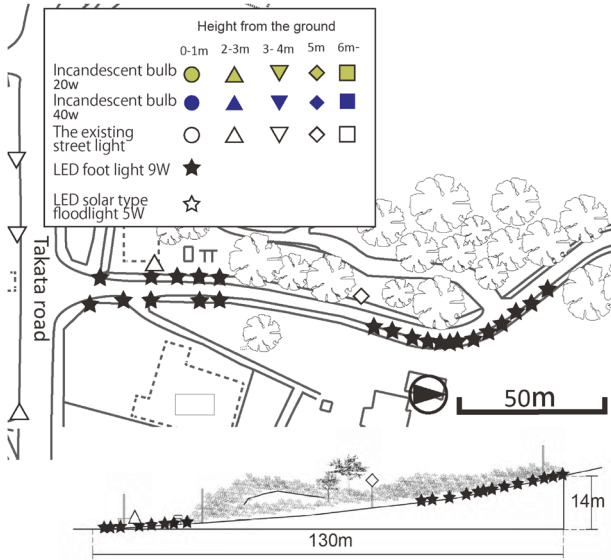 Height from the ground
0-1m 2-3m 3- 4m 5m 6m-
Incandescent bulb
20w
Incandescent bulb
40w
The existing
street light
LED foot light 9W
LED solar type
floodlight 5W
Takata road
50m
14m
130m